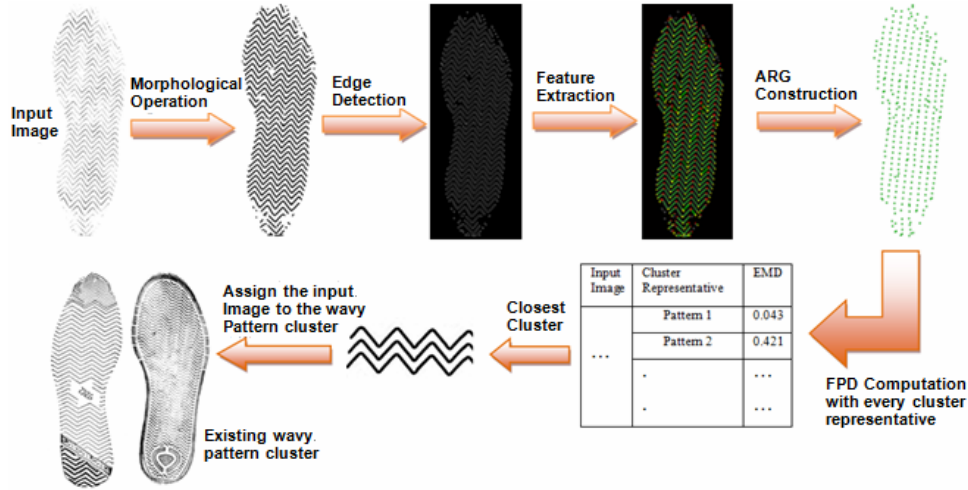 Input
Image
Morphological
Operation
Edge
Detection
Feature
Extraction
ARG
Construction
Input
Image
Cluster
Representative
EMD
...
Pattern 1
0.043
Pattern 2
0.421
.
...
.
...
FPD Computation
with every cluster
representative
Closest
Cluster
Assign the input.
Image to the wavy
Pattern cluster
Existing wavy.
pattern cluster